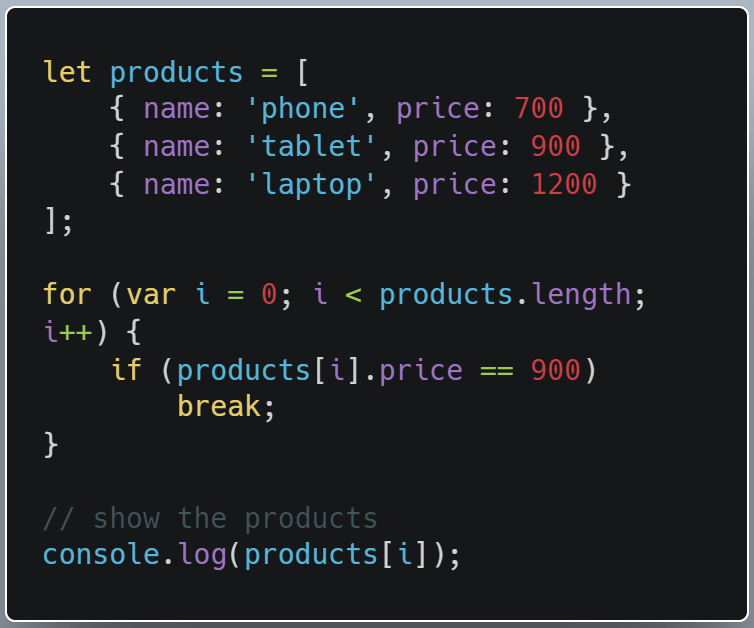 let products = [
    { name: 'phone', price: 700 },
    { name: 'tablet', price: 900 },
    { name: 'laptop', price: 1200 }
];
for (var i = 0; i < products.length;
i++) {
    if (products[i].price == 900)
        break;
}
// show the products
console.log(products[i]);